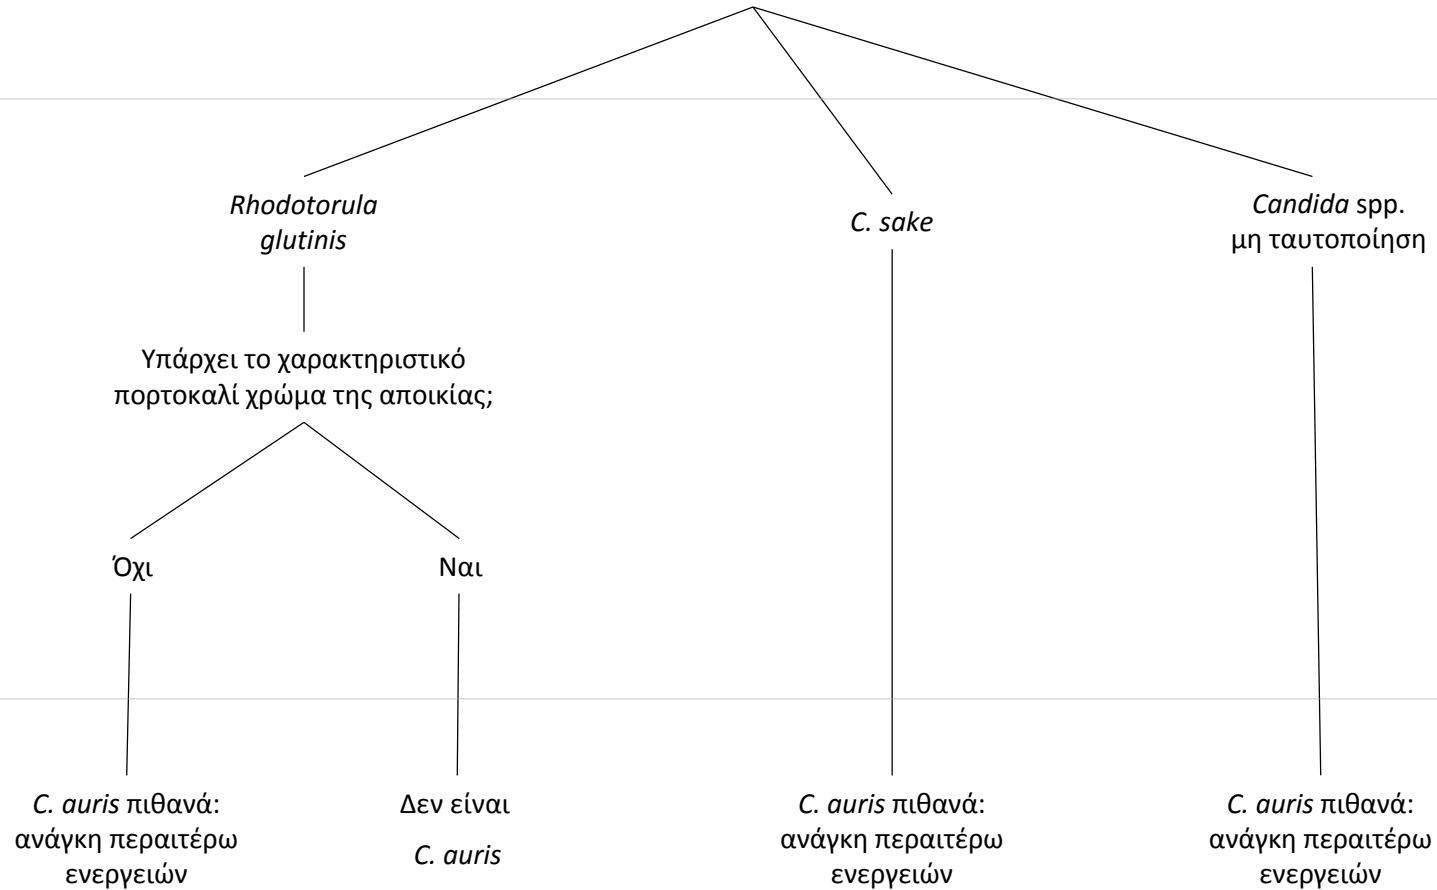 Rhodotorula
glutinis
C. sake
Candida spp.
μη ταυτοποίηση
Υπάρχει το χαρακτηριστικό
πορτοκαλί χρώμα της αποικίας;
Όχι
Ναι
C. auris πιθανά:
ανάγκη περαιτέρω
ενεργειών
Δεν είναι
C. auris
C. auris πιθανά:
ανάγκη περαιτέρω
ενεργειών
C. auris πιθανά:
ανάγκη περαιτέρω
ενεργειών